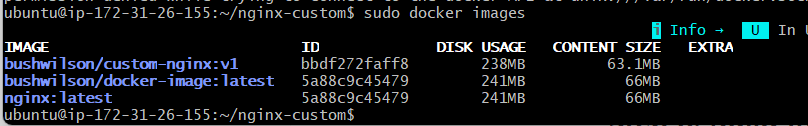 ubuntu@ip-172-31-26-155:~/nginx-custom$ sudo docker images
i Info → U In U
IMAGE ID DISK USAGE CONTENT SIZE EXTRA
bushwilson/custom-nginx:v1 bbdf272faff8 238MB 63.1MB
bushwilson/docker-image:latest 5a88c9c45479 241MB 66MB
nginx:latest 5a88c9c45479 241MB 66MB
ubuntu@ip-172-31-26-155:~/nginx-custom$